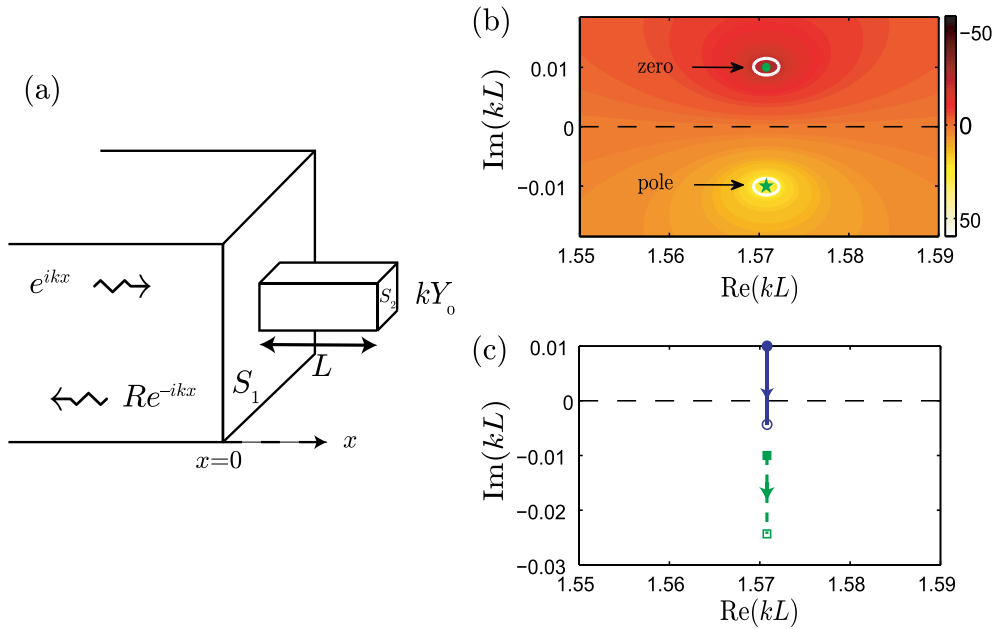 (a)
e^{ikx}
Re^{-ikx}
S_1
S_2
kY_0
L
x
x=0
(b)
Im(kL)
0.01
0
−0.01
zero
pole
1.55 1.56 1.57 1.58 1.59
Re(kL)
−50
0
50
(c)
Im(kL)
0.01
0
−0.01
−0.02
−0.03
1.55 1.56 1.57 1.58 1.59
Re(kL)